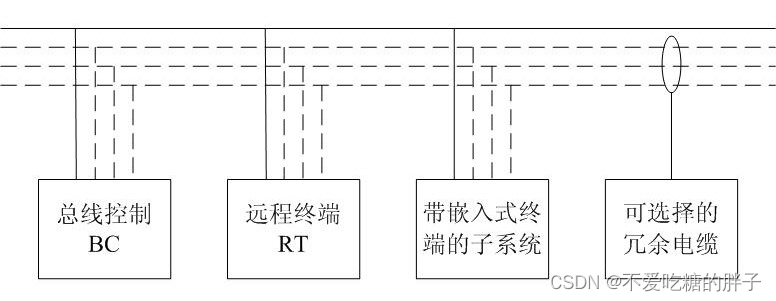 总线控制
BC
远程终端
RT
带嵌入式终
端的子系统
可选择的
冗余电缆
CSDN @不爱吃糖的胖子